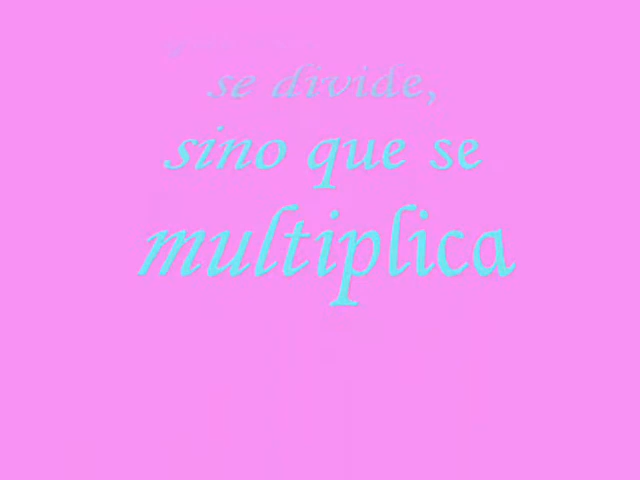 se divide,
sino que se
multiplica